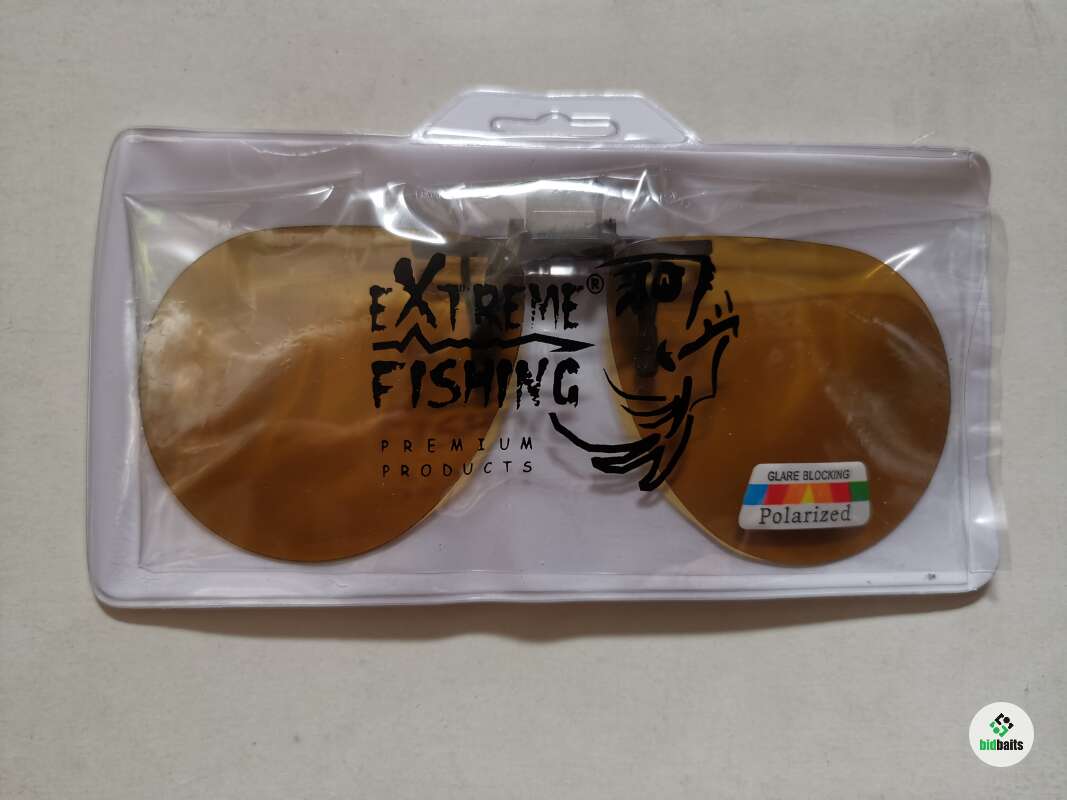 EXTREME®
FISHING
PREMIUM
PRODUCTS
GLARE BLOCKING
Polarized
bidbaits